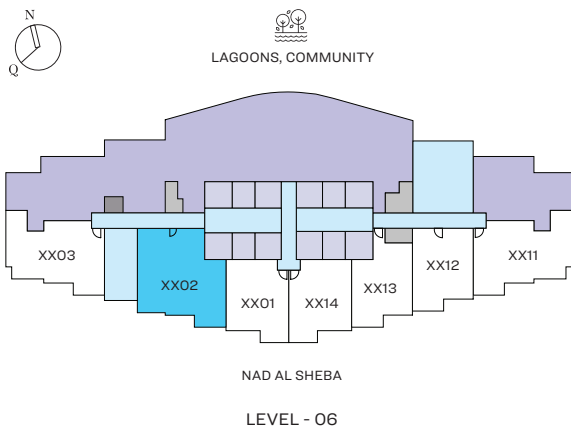 N
Q
LAGOONS, COMMUNITY
XX03
XX02
XX01
XX14
XX13
XX12
XX11
NAD AL SHEBA
LEVEL - 06